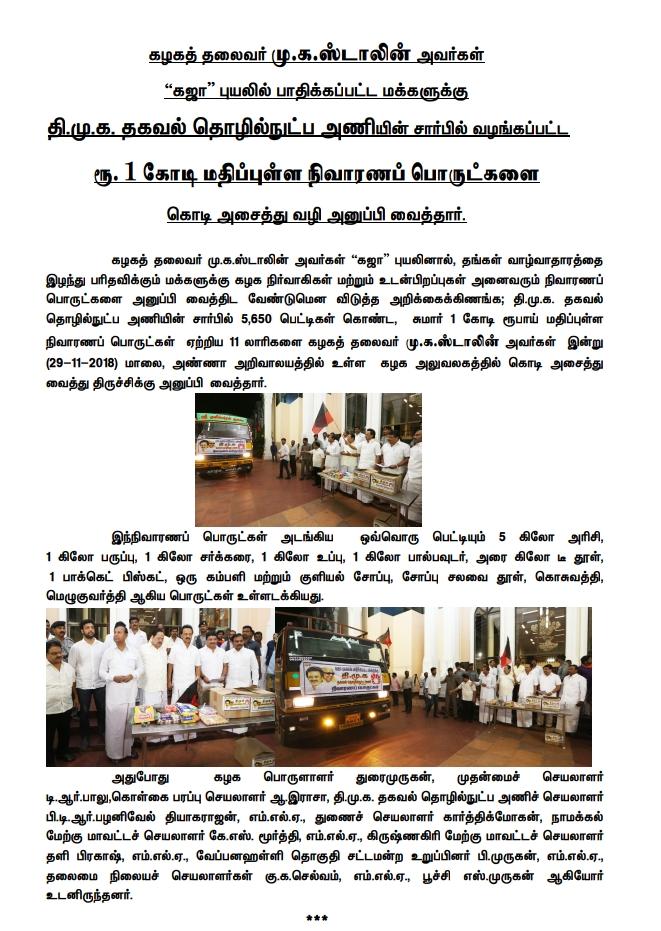 கழகத் தலைவர் மு.க.ஸ்டாலின் அவர்கள்
“கஜா” புயலில் பாதிக்கப்பட்ட மக்களுக்கு
தி.மு.க. தகவல் தொழில்நுட்ப அணியின் சார்பில் வழங்கப்பட்ட
ரூ. 1 கோடி மதிப்புள்ள நிவாரணப் பொருட்களை
கொடி அசைத்து வழி அனுப்பி வைத்தார்.
கழகத் தலைவர் மு.க.ஸ்டாலின் அவர்கள் “கஜா” புயலினால், தங்கள் வாழ்வாதாரத்தை
இழந்து பரிதவிக்கும் மக்களுக்கு கழக நிர்வாகிகள் மற்றும் உடன்பிறப்புகள் அனைவரும் நிவாரணப்
பொருட்களை அனுப்பி வைத்திட வேண்டுமென விடுத்த அறிக்கைக்கிணங்க; தி.மு.க. தகவல்
தொழில்நுட்ப அணியின் சார்பில் 5,650 பெட்டிகள் கொண்ட, சுமார் 1 கோடி ரூபாய் மதிப்புள்ள
நிவாரணப் பொருட்கள் ஏற்றிய 11 லாரிகளை கழகத் தலைவர் மு.க.ஸ்டாலின் அவர்கள் இன்று
(29-11-2018) மாலை, அண்ணா அறிவாலயத்தில் உள்ள கழக அலுவலகத்தில் கொடி அசைத்து
வைத்து திருச்சிக்கு அனுப்பி வைத்தார்.
இந்நிவாரணப் பொருட்கள் அடங்கிய ஒவ்வொரு பெட்டியும் 5 கிலோ அரிசி,
1 கிலோ பருப்பு, 1 கிலோ சர்க்கரை, 1 கிலோ உப்பு, 1 கிலோ பால்பவுடர், அரை கிலோ டீ தூள்,
1 பாக்கெட் பிஸ்கட், ஒரு கம்பளி மற்றும் குளியல் சோப்பு, சோப்பு சலவை தூள், கொசுவத்தி,
மெழுகுவர்த்தி ஆகிய பொருட்கள் உள்ளடக்கியது.
தி.மு.க
நிவாரண பொருட்கள்
அதுபோது கழக பொருளாளர் துரைமுருகன், முதன்மைச் செயலாளர்
டி.ஆர்.பாலு,கொள்கை பரப்பு செயலாளர் ஆ.இராசா, தி.மு.க. தகவல் தொழில்நுட்ப அணிச் செயலாளர்
பி.டி.ஆர்.பழனிவேல் தியாகராஜன், எம்.எல்.ஏ., துணைச் செயலாளர் கார்த்திக்மோகன், நாமக்கல்
மேற்கு மாவட்டச் செயலாளர் கே.எஸ். மூர்த்தி, எம்.எல்.ஏ., கிருஷ்ணகிரி மேற்கு மாவட்டச் செயலாளர்
தளி பிரகாஷ், எம்.எல்.ஏ., வேப்பனஹள்ளி தொகுதி சட்டமன்ற உறுப்பினர் பி.முருகன், எம்.எல்.ஏ.,
தலைமை நிலையச் செயலாளர்கள் கு.க.செல்வம், எம்.எல்.ஏ., பூச்சி எஸ்.முருகன் ஆகியோர்
உடனிருந்தனர்.
***